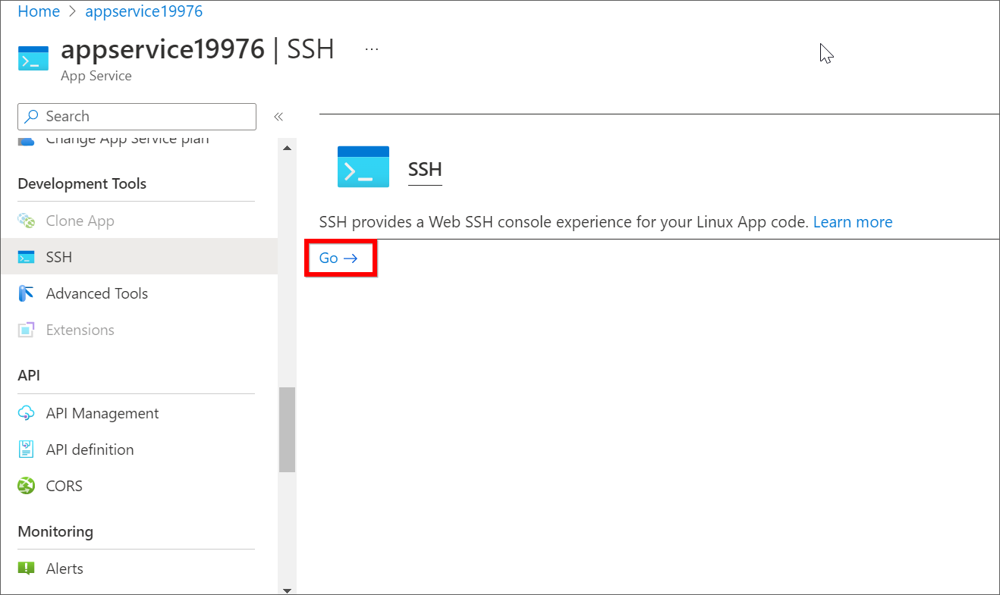 Home > appservice19976
appservice19976 | SSH ...
App Service
Search «
Change App Service plan
Development Tools
Clone App
SSH
Advanced Tools
Extensions
API
API Management
API definition
CORS
Monitoring
Alerts
SSH
SSH provides a Web SSH console experience for your Linux App code. Learn more
Go →